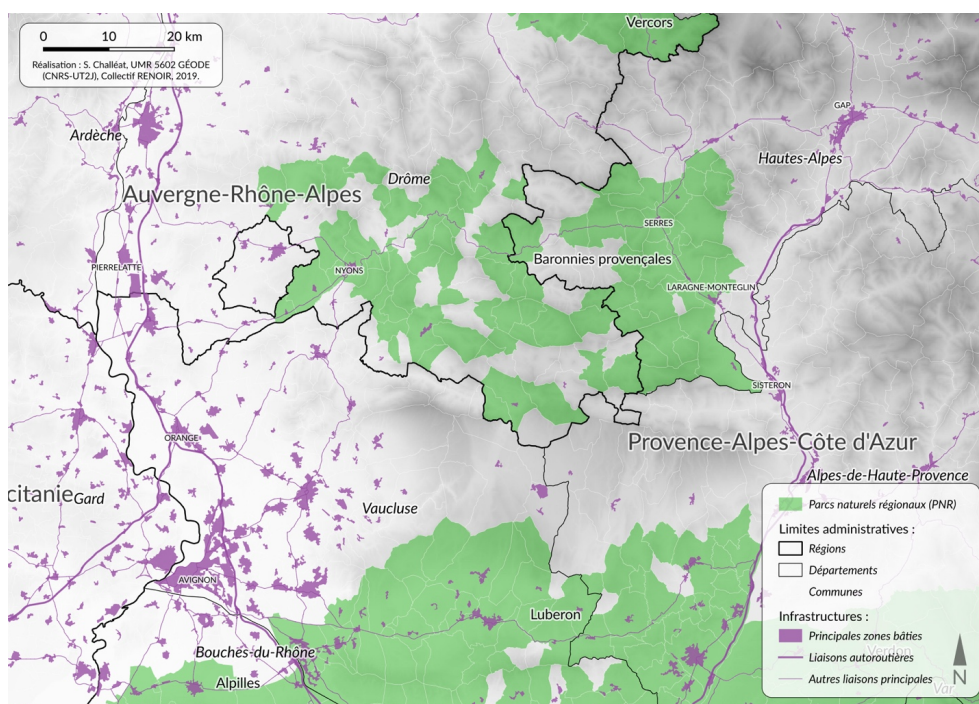 Vercors
0 10 20 km
Réalisation : S. Challéat, UMR 5602 GÉODE
(CNRS-UT2J), Collectif RENOIR, 2019.
GAP
Ardèche
Hautes-Alpes
Drôme
Auvergne-Rhône-Alpes
SERRES
Baronnies provençales
PIERRELATTE
NYONS
LARAGNE-MONTEGLIN
SISTERON
ORANGE
Provence-Alpes-Côte d'Azur
Alpes-de-Haute-Provence
citanie
Gard
Vaucluse
AVIGNON
Luberon
Bouches-du-Rhône
Alpilles
Parcs naturels régionaux (PNR)
Limites administratives :
Régions
Départements
Communes
Infrastructures :
Principales zones bâties
Liaisons autoroutières
Autres liaisons principales
Verdon
Var
N